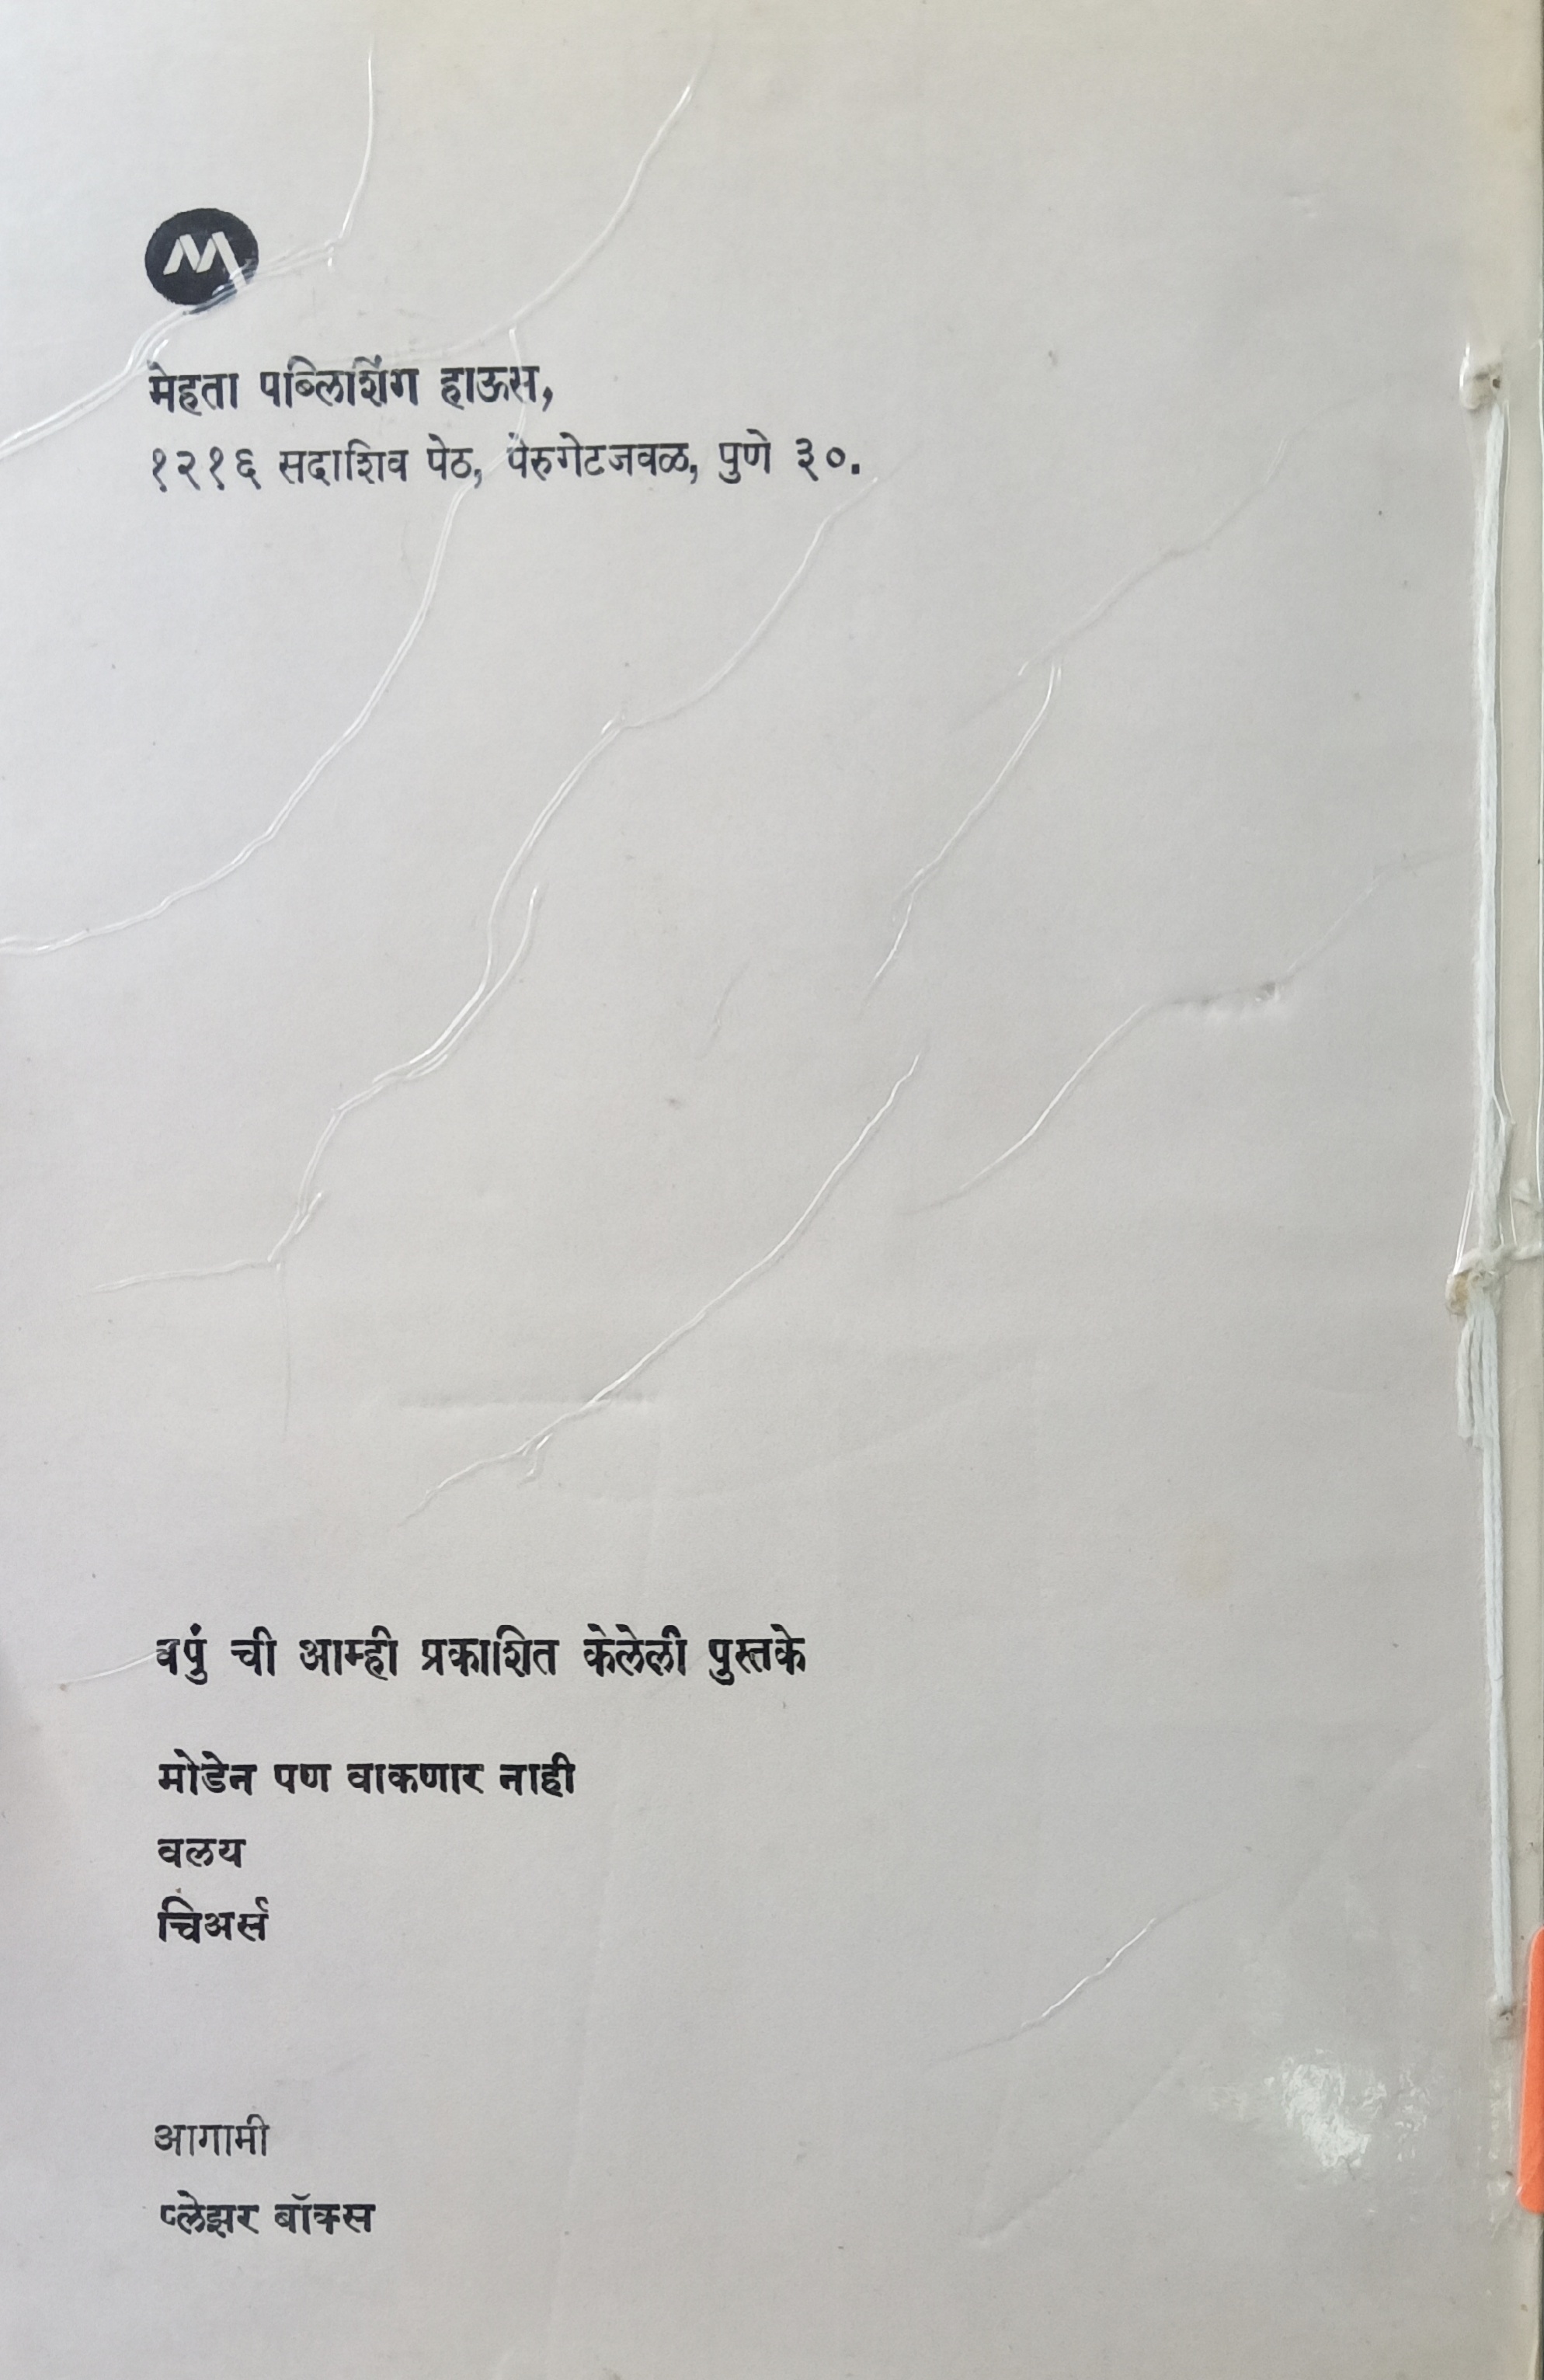 M
मेहता पब्लिशिंग हाऊस,
१२१६ सदाशिव पेठ, पेरुगेटजवळ, पुणे ३०.
वपुं ची आम्ही प्रकाशित केलेली पुस्तके
मोडेन पण वाकणार नाही
वलय
चिअर्स
आगामी
प्लेझर बॉक्स